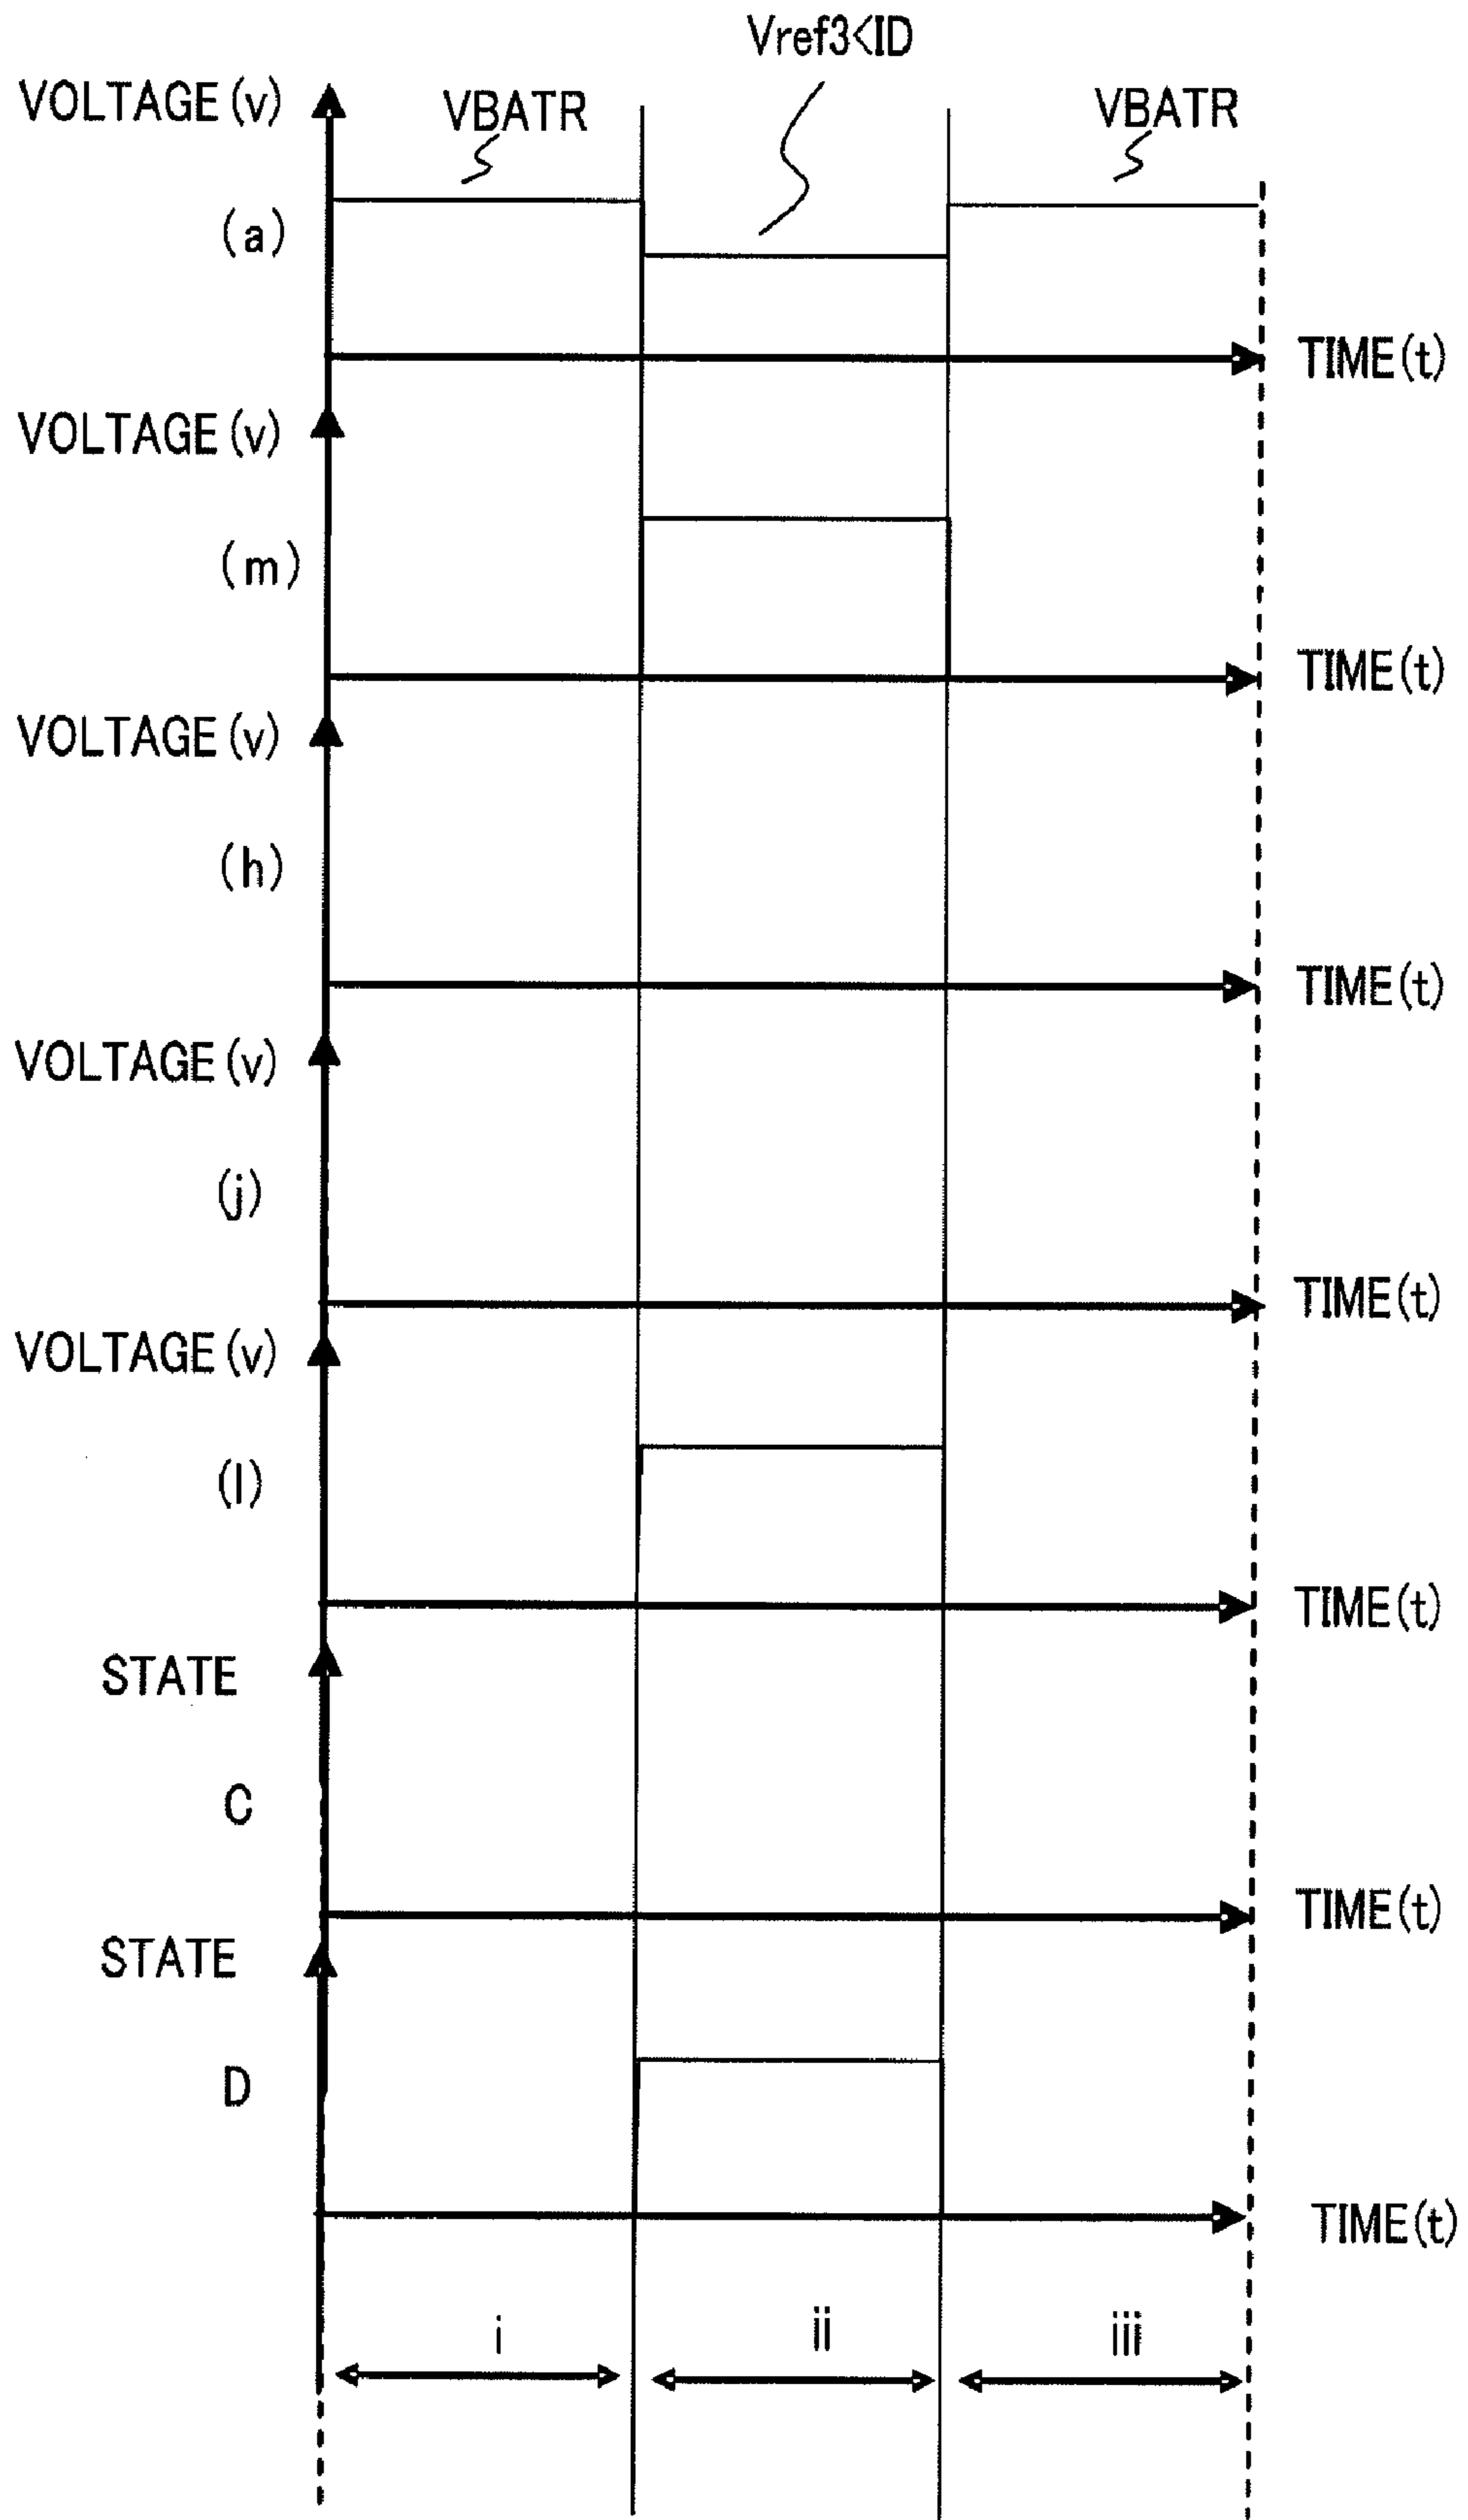 Vref3<ID
VOLTAGE(v)
VBATR
VBATR
(a)
TIME(t)
VOLTAGE(v)
(m)
TIME(t)
VOLTAGE(v)
(h)
TIME(t)
VOLTAGE(v)
(j)
TIME(t)
VOLTAGE(v)
(l)
TIME(t)
STATE
C
TIME(t)
STATE
D
TIME(t)
i
ii
iii